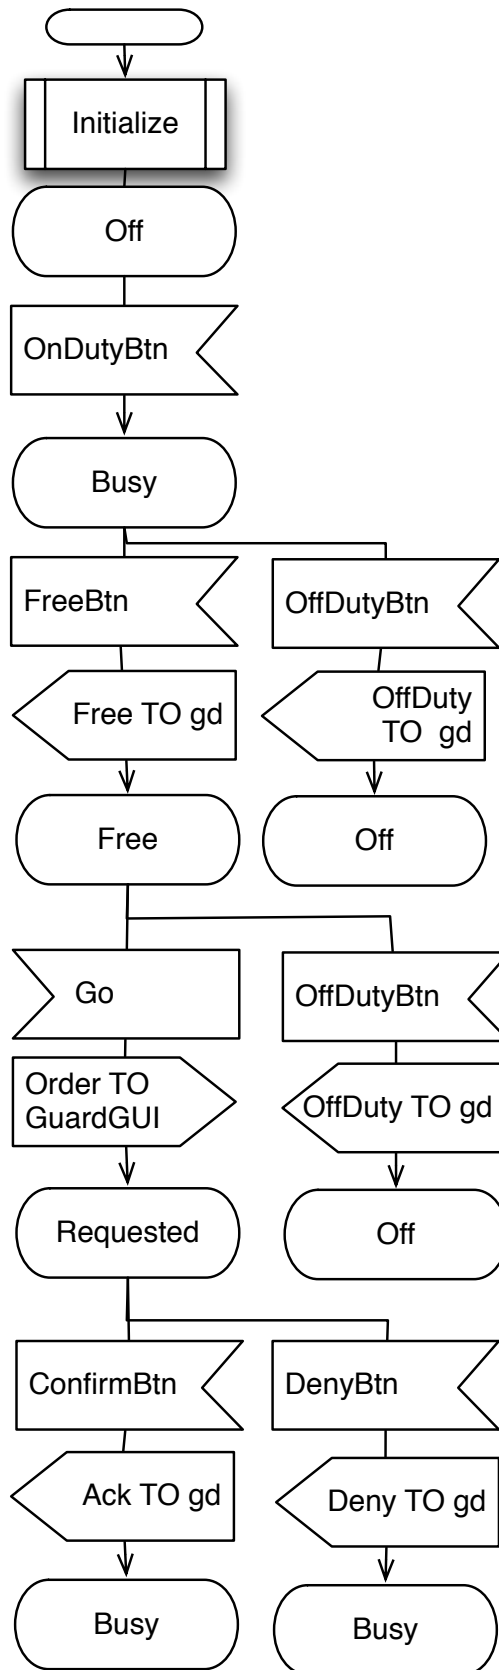 Initialize
Off
OnDutyBtn
Busy
FreeBtn
OffDutyBtn
Free TO gd
OffDuty
TO gd
Free
Off
Go
OffDutyBtn
Order TO
GuardGUI
OffDuty TO gd
Requested
Off
ConfirmBtn
DenyBtn
Ack TO gd
Deny TO gd
Busy
Busy